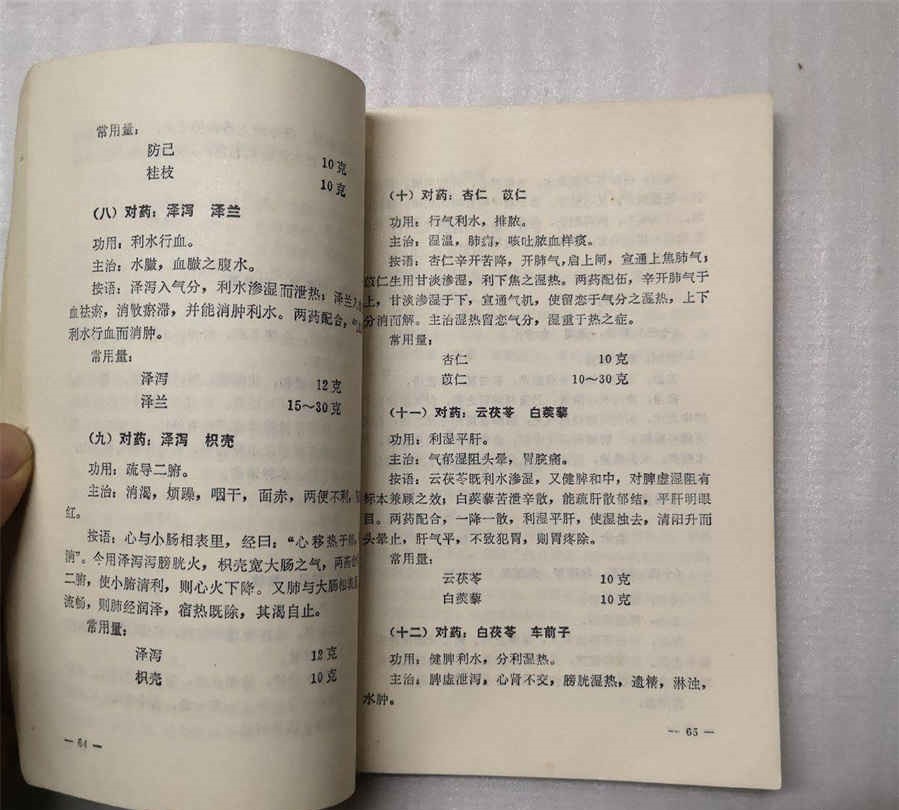 常用量：
防己 10克
桂枝 10克
（八）对药：泽泻 泽兰
功用：利水行血。
主治：水臌，血臌之腹水。
按语：泽泻入气分，利水渗湿而泄热；泽兰入
血祛瘀，消散瘀滞，并能消肿利水。两药配合，
利水行血而消肿。
常用量：
泽泻 12克
泽兰 15～30克
（九）对药：泽泻 枳壳
功用：疏导二腑。
主治：消渴，烦躁，咽干，面赤，两便不利，
红。
按语：心与小肠相表里，经曰：“心移热于
消”。今用泽泻泻膀胱火，枳壳宽大肠之气，两药
二腑，使小腑清利，则心火下降。又肺与大肠相表
流畅，则肺经润泽，宿热既除，其渴自止。
常用量：
泽泻 12克
枳壳 10克
— 64 —
（十）对药：杏仁 苡仁
功用：行气利水，排脓。
主治：湿温，肺痈，咳吐脓血样痰。
按语：杏仁辛开苦降，开肺气，启上闸，宣通上焦肺气；
苡仁生用甘淡渗湿，利下焦之湿热。两药配伍，辛开肺气于
上，甘淡渗湿于下，宣通气机，使留恋于气分之湿热，上下
分消而解。主治湿热留恋气分，湿重于热之症。
常用量：
杏仁 10克
苡仁 10～30克
（十一）对药：云茯苓 白蒺藜
功用：利湿平肝。
主治：气郁湿阻头晕，胃脘痛。
按语：云茯苓既利水渗湿，又健脾和中，对脾虚湿阻有
标本兼顾之效；白蒺藜苦泄辛散，能疏肝散郁结，平肝明眼
目。两药配合，一降一散，利湿平肝，使湿浊去，清阳升而
头晕止，肝气平，不致犯胃，则胃疼除。
常用量：
云茯苓 10克
白蒺藜 10克
（十二）对药：白茯苓 车前子
功用：健脾利水，分利湿热。
主治：脾虚泄泻，心肾不交，膀胱湿热，遗精，淋浊，
水肿。
— 65 —